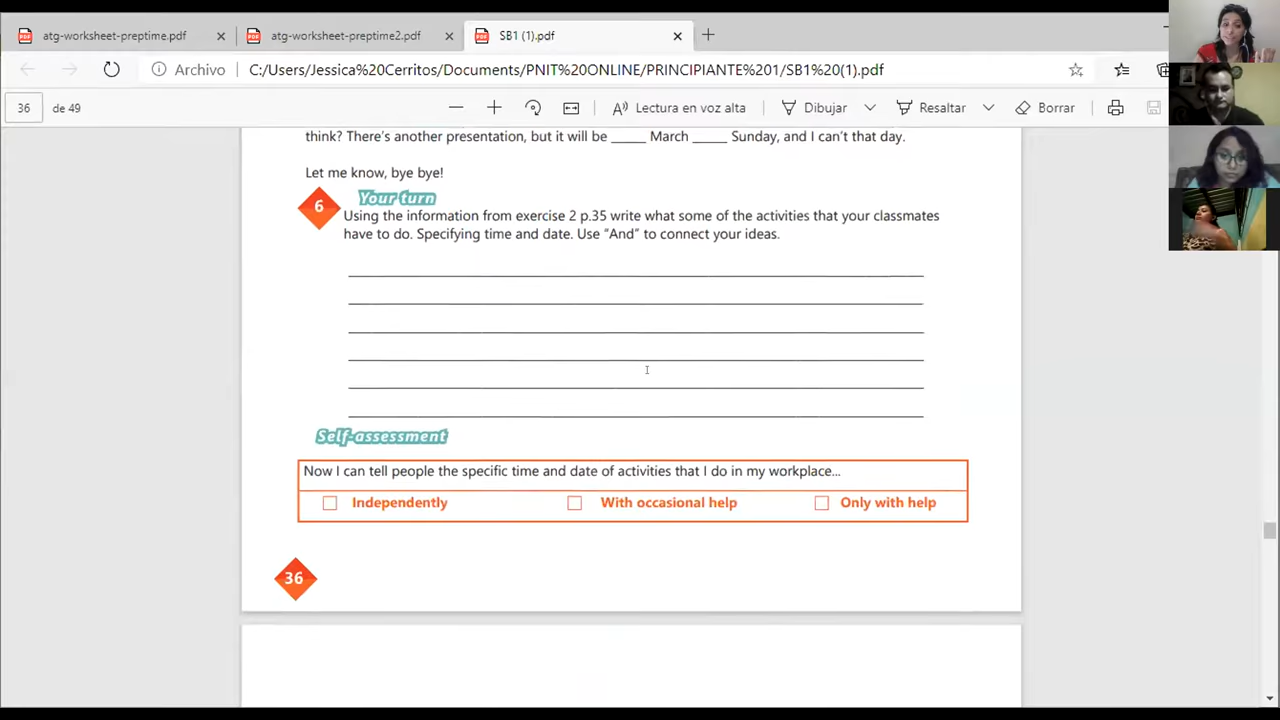 atg-worksheet-preptime.pdf
atg-worksheet-preptime2.pdf
SB1 (1).pdf
Archivo
C:/Users/Jessica%20Cerritos/Documents/PNIT%20ONLINE/PRINCIPIANTE%201/SB1%20(1).pdf
36 de 49
Lectura en voz alta
Dibujar
Resaltar
Borrar
think? There's another presentation, but it will be _____ March _____ Sunday, and I can't that day.
Let me know, bye bye!
6 Your turn
Using the information from exercise 2 p.35 write what some of the activities that your classmates
have to do. Specifying time and date. Use “And” to connect your ideas.
Self-assessment
Now I can tell people the specific time and date of activities that I do in my workplace...
Independently
With occasional help
Only with help
36